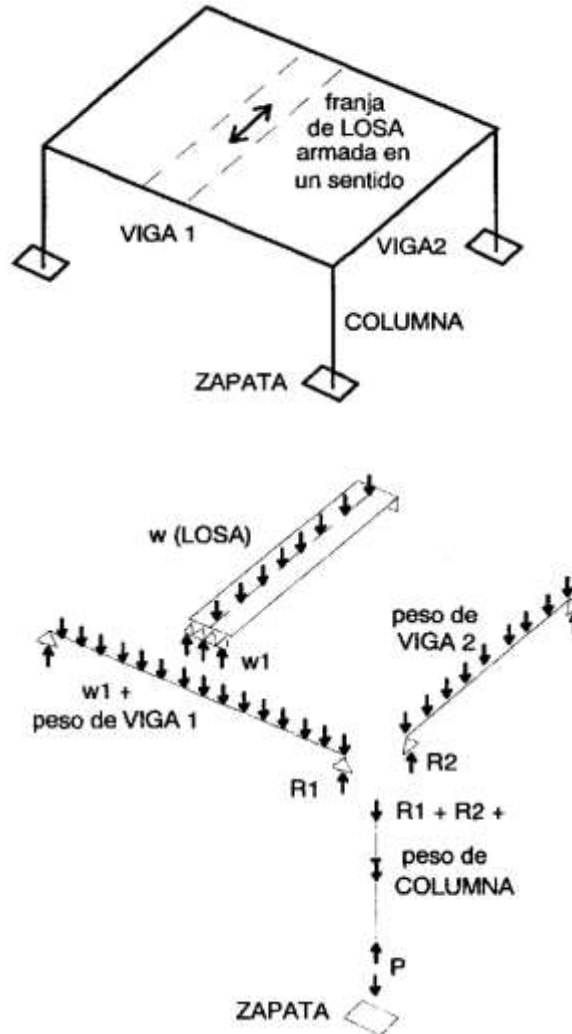 franja
de LOSA
armada en
un sentido
VIGA 1
VIGA2
COLUMNA
ZAPATA
w (LOSA)
peso de
VIGA 2
w1
w1 +
peso de VIGA 1
R1
R2
R1 + R2 +
peso de
COLUMNA
P
ZAPATA